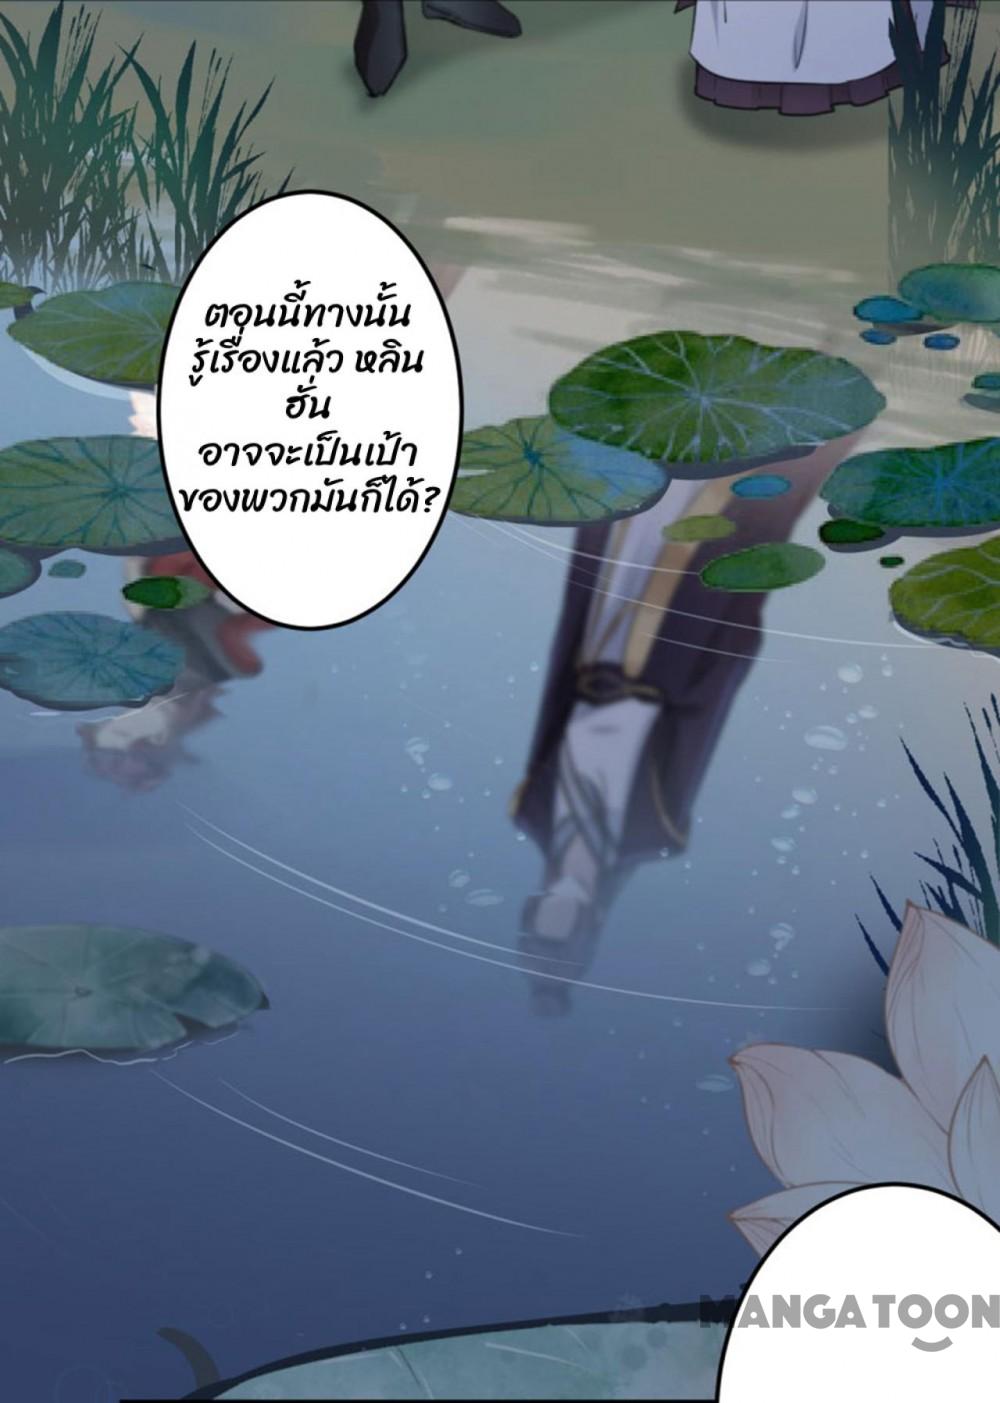 ตอนนี้ทางนั้น
รู้เรื่องแล้ว หลิน
ฮั่น
อาจจะเป็นเป้า
ของพวกมันก็ได้?
MANGATOON